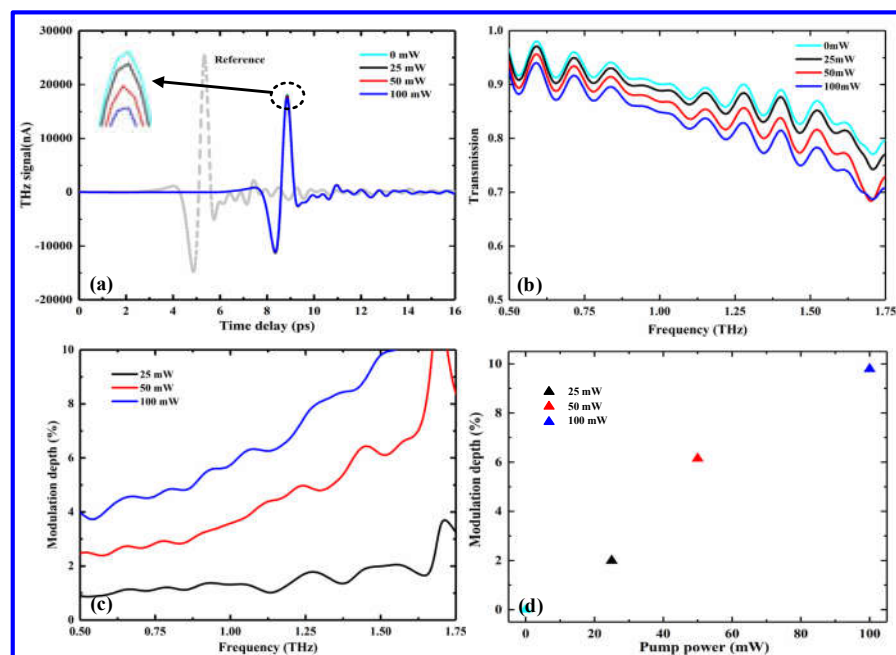 30000
20000
10000
0
-10000
-20000
THz signal(nA)
Reference
0 mW
25 mW
50 mW
100 mW
(a)
0 2 4 6 8 10 12 14 16
Time delay (ps)
1.0
0.9
0.8
0.7
0.6
0.5
Transmission
0mW
25mW
50mW
100mW
(b)
0.50 0.75 1.00 1.25 1.50 1.75
Frequency (THz)
10
8
6
4
2
0
Modulation depth (%)
25 mW
50 mW
100 mW
(c)
0.50 0.75 1.00 1.25 1.50 1.75
Frequency (THz)
10
8
6
4
2
0
Modulation depth (%)
25 mW
50 mW
100 mW
(d)
0 20 40 60 80 100
Pump power (mW)